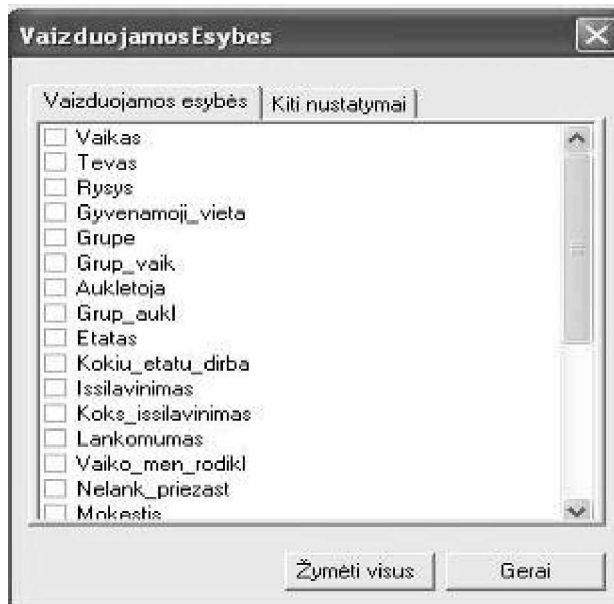 VaizduojamosEsybes
Vaizduojamos esybės
Kiti nustatymai
Vaikas
Tevas
Rysys
Gyvenamoji_vieta
Grupe
Grup_vaik
Aukletoja
Grup_aukl
Etatas
Kokiu_etatu_dirba
Issilavinimas
Koks_issilavinimas
Lankomumas
Vaiko_men_rodikl
Nelank_priezast
Mokestis
Žymėti visus
Gerai